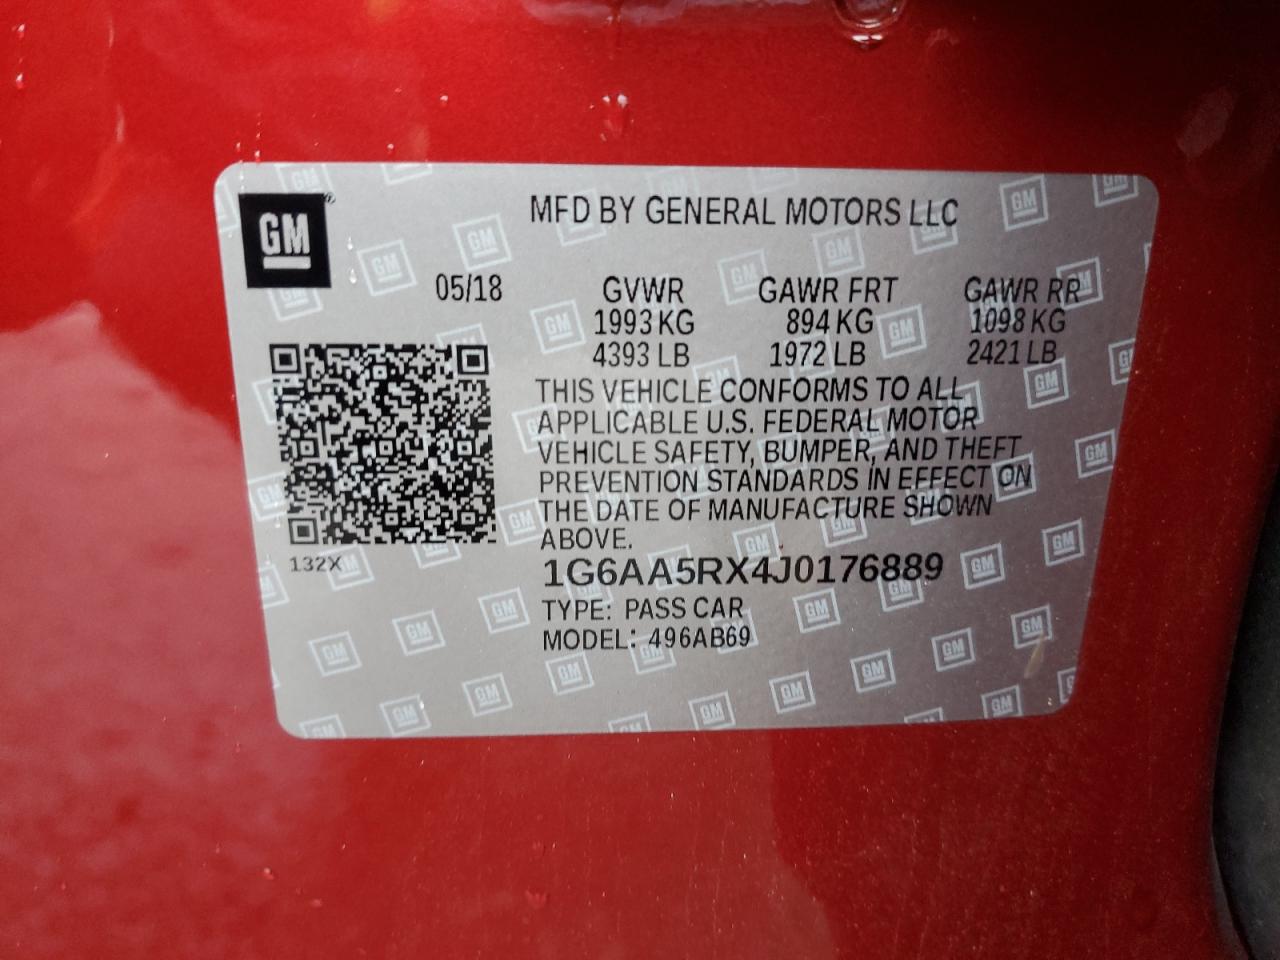 GM
MFD BY GENERAL MOTORS LLC
05/18 GVWR GAWR FRT GAWR RR
1993 KG 894 KG 1098 KG
4393 LB 1972 LB 2421 LB
THIS VEHICLE CONFORMS TO ALL
APPLICABLE U.S. FEDERAL MOTOR
VEHICLE SAFETY, BUMPER, AND THEFT
PREVENTION STANDARDS IN EFFECT ON
THE DATE OF MANUFACTURE SHOWN
ABOVE.
132X
1G6AA5RX4J0176889
TYPE: PASS CAR
MODEL: 496AB69